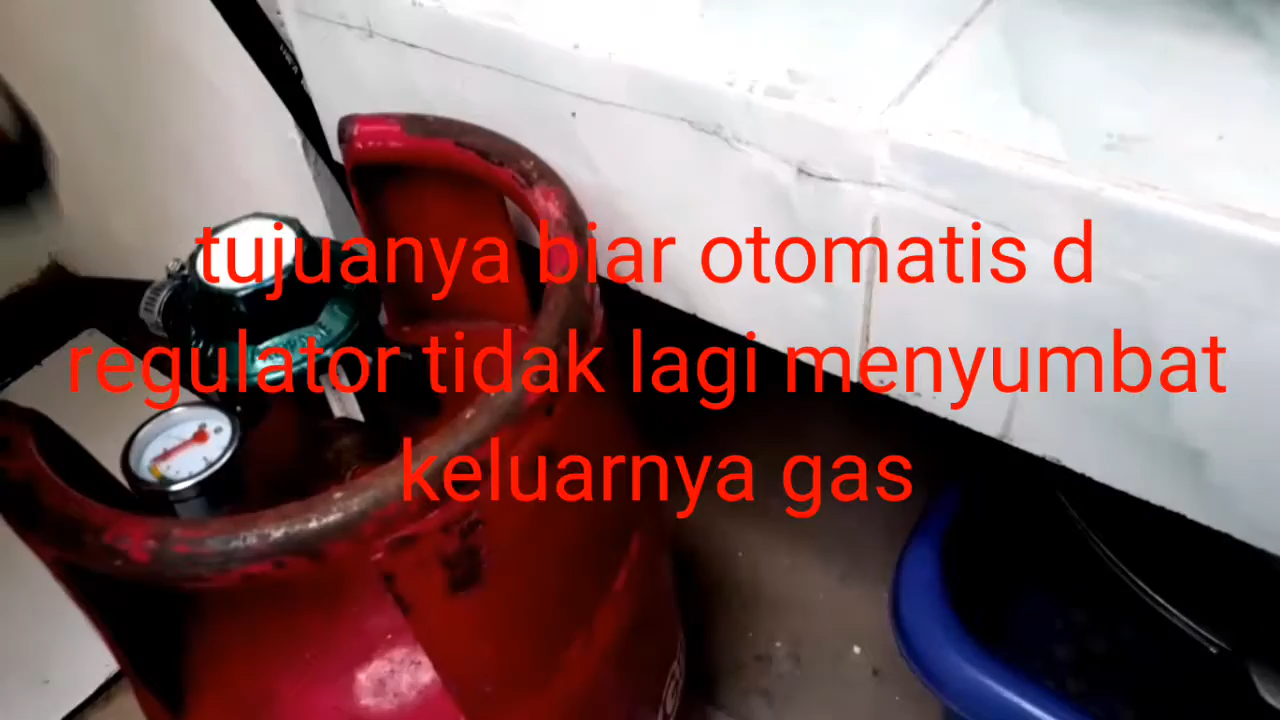 tujuanya biar otomatis d
regulator tidak lagi menyumbat
keluarnya gas